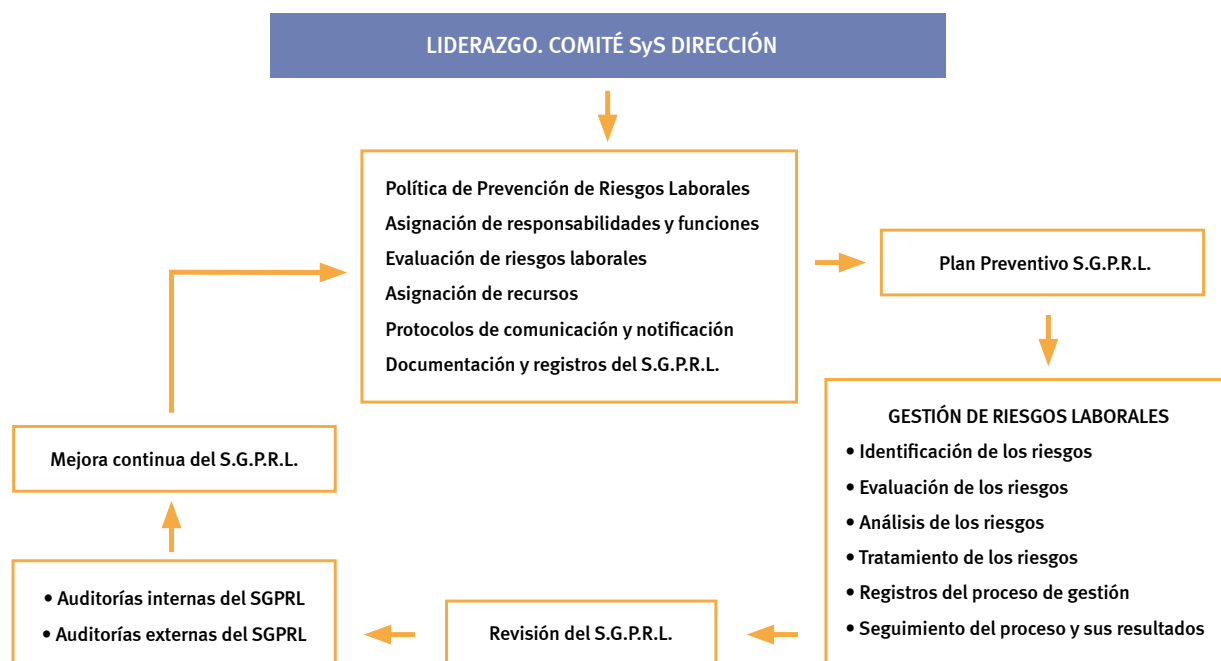 LIDERAZGO. COMITÉ SyS DIRECCIÓN
Política de Prevención de Riesgos Laborales
Asignación de responsabilidades y funciones
Evaluación de riesgos laborales
Asignación de recursos
Protocolos de comunicación y notificación
Documentación y registros del S.G.P.R.L.
Plan Preventivo S.G.P.R.L.
GESTIÓN DE RIESGOS LABORALES
• Identificación de los riesgos
• Evaluación de los riesgos
• Análisis de los riesgos
• Tratamiento de los riesgos
• Registros del proceso de gestión
• Seguimiento del proceso y sus resultados
Revisión del S.G.P.R.L.
• Auditorías internas del SGPRL
• Auditorías externas del SGPRL
Mejora continua del S.G.P.R.L.